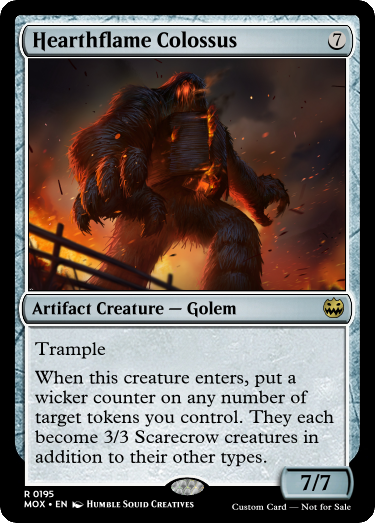 Hearthflame Colossus 7
Artifact Creature — Golem
Trample
When this creature enters, put a
wicker counter on any number of
target tokens you control. They each
become 3/3 Scarecrow creatures in
addition to their other types.
7/7
R 0195
MOX • EN Humble Squid Creatives
Custom Card — Not for Sale